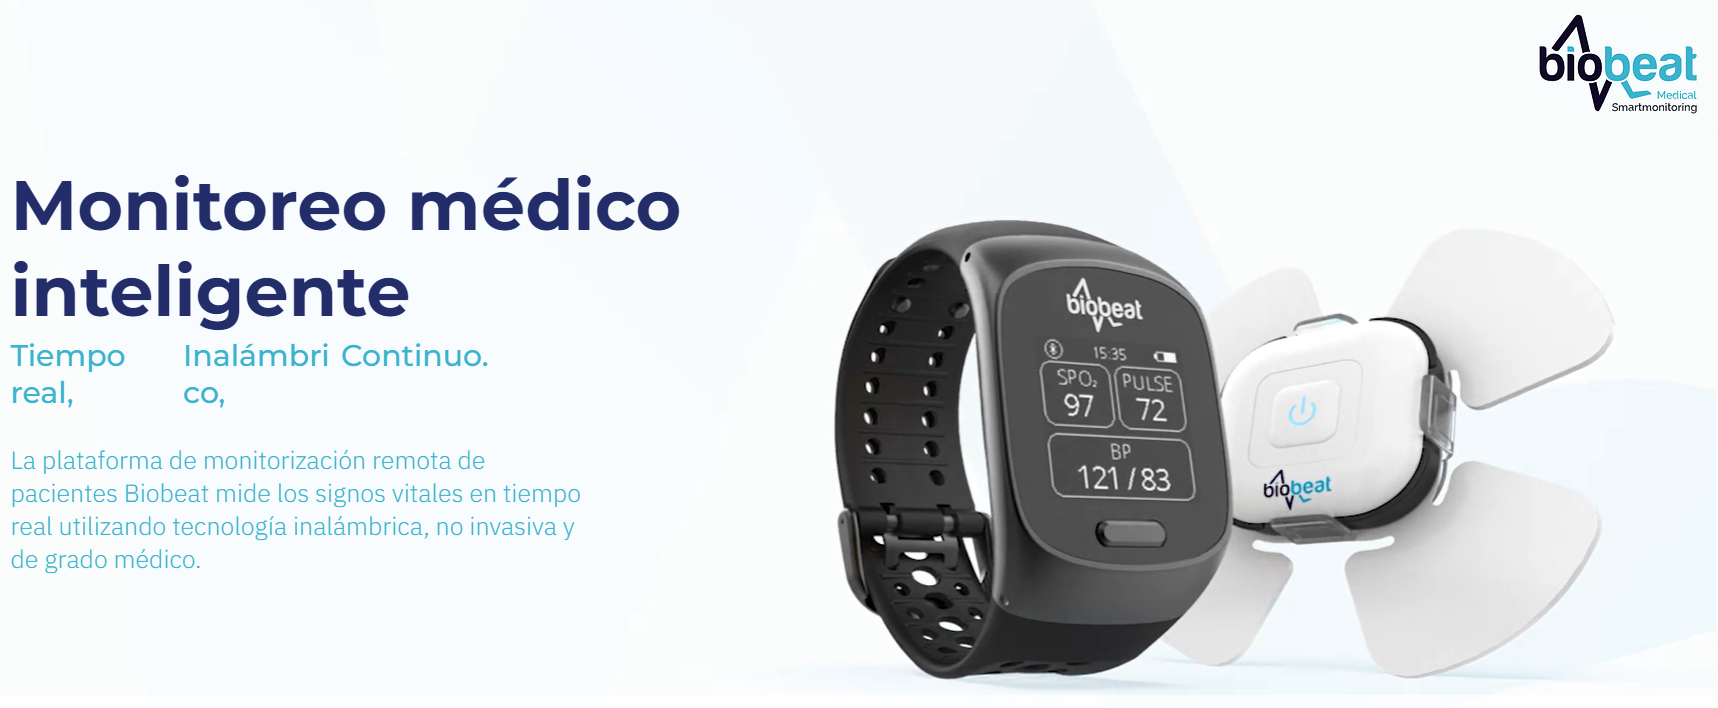 biobeat
Medical
Smartmonitoring
Monitoreo médico
inteligente
Tiempo real,
Inalámbri co,
Continuo.
La plataforma de monitorización remota de
pacientes Biobeat mide los signos vitales en tiempo
real utilizando tecnología inalámbrica, no invasiva y
de grado médico.
biobeat
15:35
SPO₂ PULSE
97 72
BP
121/83
biobeat